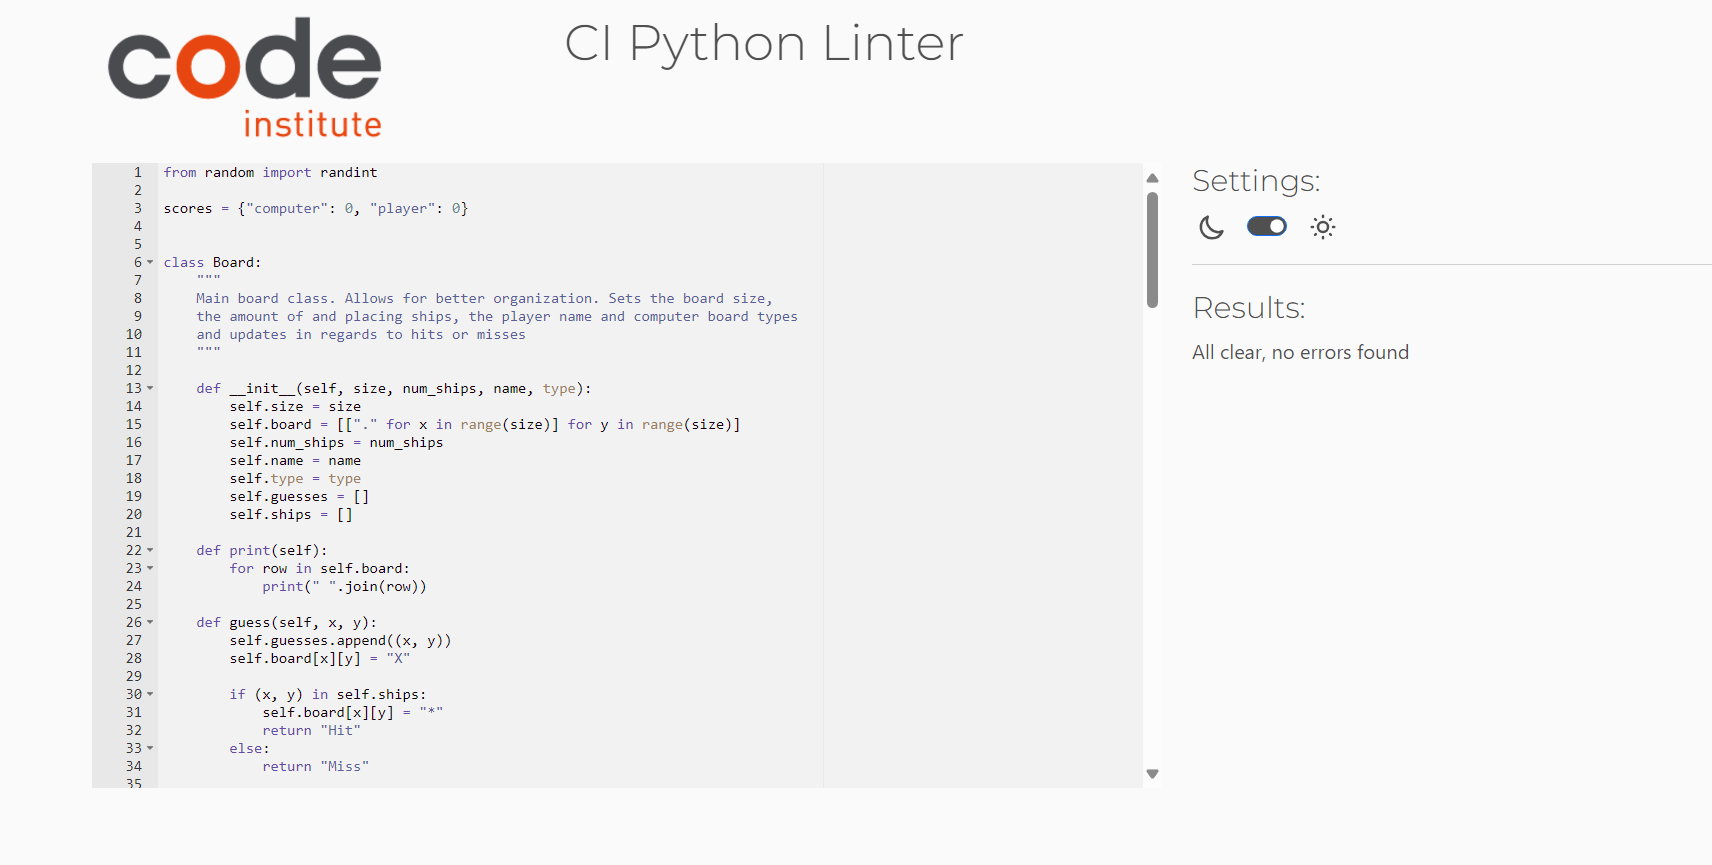 code
institute
CI Python Linter
1 from random import randint
2
3 scores = {"computer": 0, "player": 0}
4
5
6 class Board:
7     """
8     Main board class. Allows for better organization. Sets the board size,
9     the amount of and placing ships, the player name and computer board types
10     and updates in regards to hits or misses
11     """
12
13     def __init__(self, size, num_ships, name, type):
14         self.size = size
15         self.board = [["." for x in range(size)] for y in range(size)]
16         self.num_ships = num_ships
17         self.name = name
18         self.type = type
19         self.guesses = []
20         self.ships = []
21
22     def print(self):
23         for row in self.board:
24             print(" ".join(row))
25
26     def guess(self, x, y):
27         self.guesses.append((x, y))
28         self.board[x][y] = "X"
29
30         if (x, y) in self.ships:
31             self.board[x][y] = "*"
32             return "Hit"
33         else:
34             return "Miss"
35
Settings:
Results:
All clear, no errors found